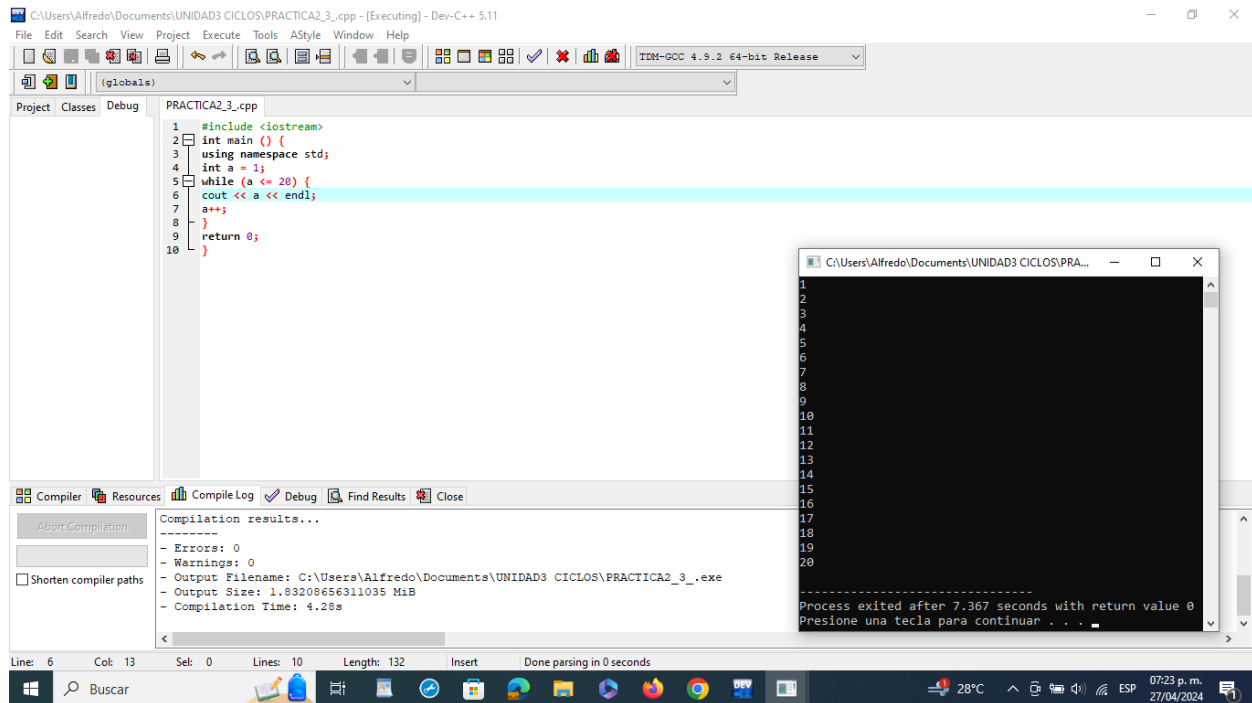 C:\Users\Alfredo\Documents\UNIDAD3 CICLOS\PRACTICA2_3_.cpp - [Executing] - Dev-C++ 5.11
File Edit Search View Project Execute Tools AStyle Window Help
TDM-GCC 4.9.2 64-bit Release
(globals)
Project Classes Debug
PRACTICA2_3_.cpp
1 #include <iostream>
2 int main () {
3 using namespace std;
4 int a = 1;
5 while (a <= 20) {
6 cout << a << endl;
7 a++;
8 }
9 return 0;
10 }
C:\Users\Alfredo\Documents\UNIDAD3 CICLOS\PRA...
1
2
3
4
5
6
7
8
9
10
11
12
13
14
15
16
17
18
19
20
--------------------------------
Process exited after 7.367 seconds with return value 0
Presione una tecla para continuar . . .
Compiler Resources Compile Log Debug Find Results Close
Abort Compilation
Shorten compiler paths
Compilation results...
--------
- Errors: 0
- Warnings: 0
- Output Filename: C:\Users\Alfredo\Documents\UNIDAD3 CICLOS\PRACTICA2_3_.exe
- Output Size: 1.83208656311035 MiB
- Compilation Time: 4.28s
Line: 6 Col: 13 Sel: 0 Lines: 10 Length: 132 Insert Done parsing in 0 seconds
Buscar
DEV
1
28°C
ESP
07:23 p. m.
27/04/2024
1